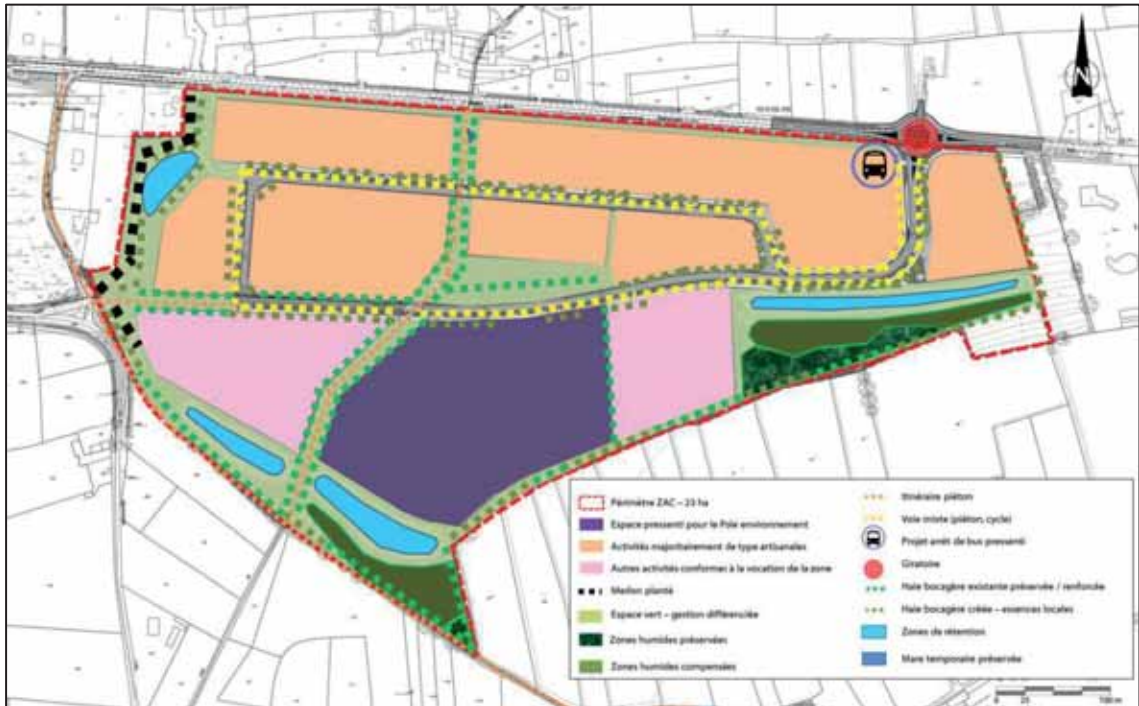 N
Périmètre ZAC – 23 ha
Espace pressenti pour le Pole environnement
Activités majoritairement de type artisanales
Autres activités conformes à la vocation de la zone
Merlon planté
Espace vert – gestion différenciée
Zones humides préservées
Zones humides compensées
Itinéraire piéton
Voie mixte (piéton, cycle)
Projet arrêt de bus pressenti
Giratoire
Haie bocagère existante préservée / renforcée
Haie bocagère créée – essences locales
Zones de rétention
Mare temporaire préservée
0 25 100 m